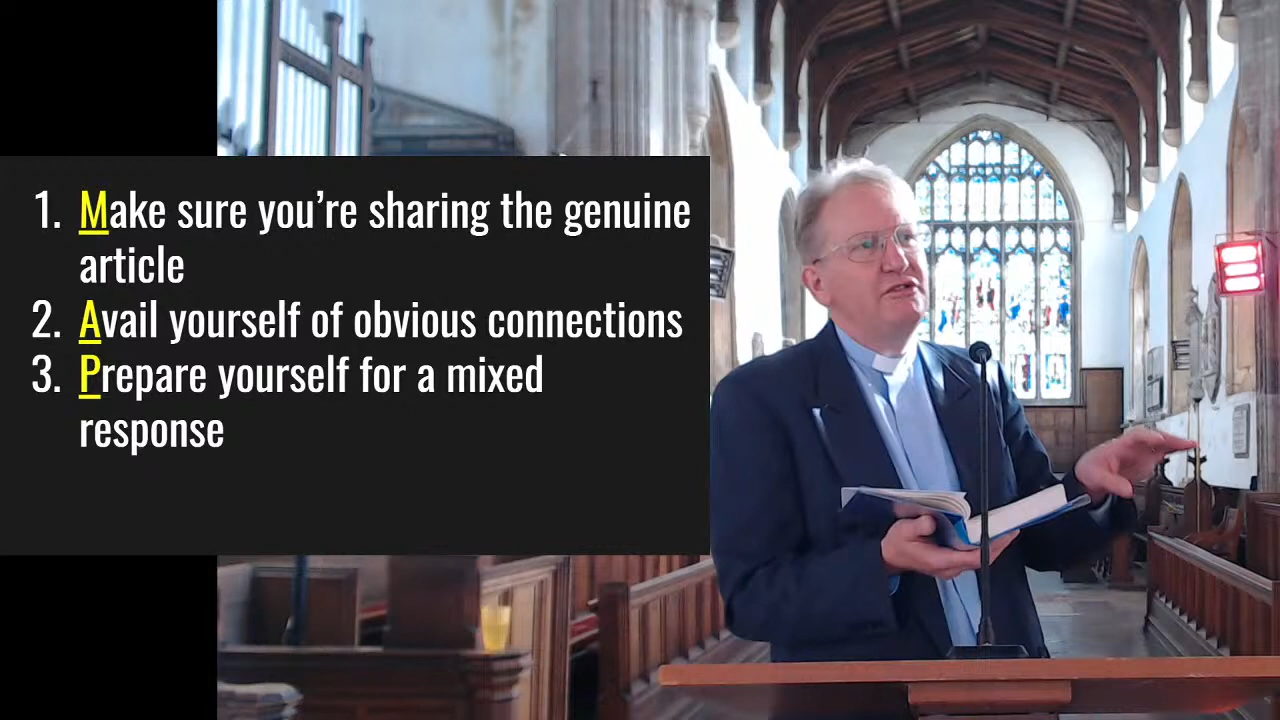 1. Make sure you’re sharing the genuine
article
2. Avail yourself of obvious connections
3. Prepare yourself for a mixed
response